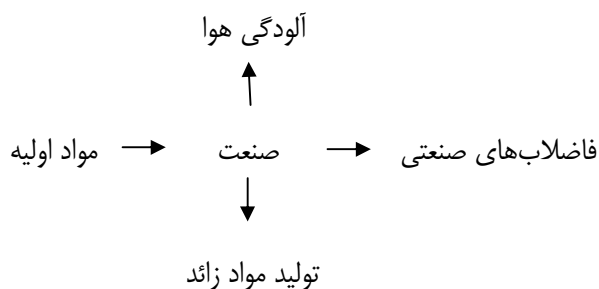 آلودگی هوا
مواد اولیه → صنعت → فاضلاب‌های صنعتی
تولید مواد زائد